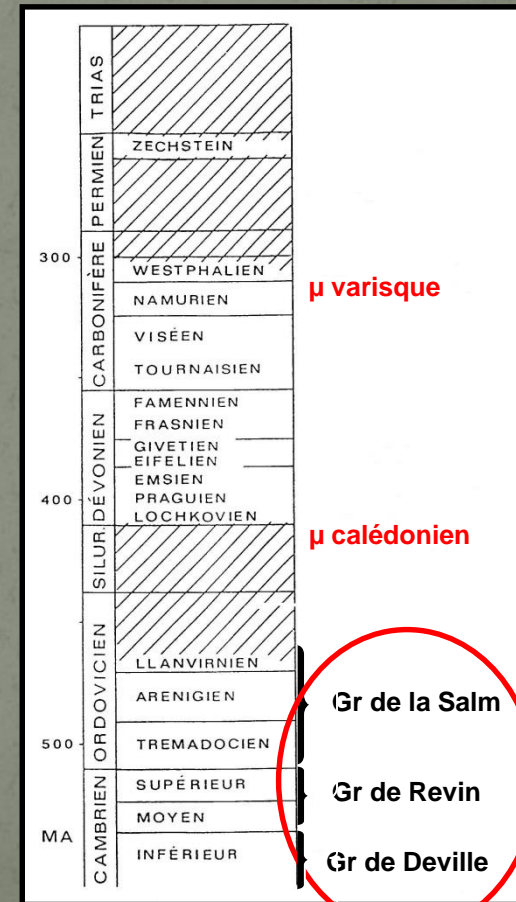 TRIAS
ZECHSTEIN
PERMIEN
300
WESTPHALIEN
µ varisque
NAMURIEN
CARBONIFÈRE
VISÉEN
TOURNAISIEN
FAMENNIEN
FRASNIEN
GIVETIEN
EIFELIEN
DÉVONIEN
EMSIEN
400
PRAGUIEN
LOCHKOVIEN
µ calédonien
SILUR.
LLANVIRNIEN
ORDOVICIEN
ARENIGIEN
Gr de la Salm
500
TREMADOCIEN
SUPÉRIEUR
Gr de Revin
MOYEN
CAMBRIEN
MA
INFÉRIEUR
Gr de Deville